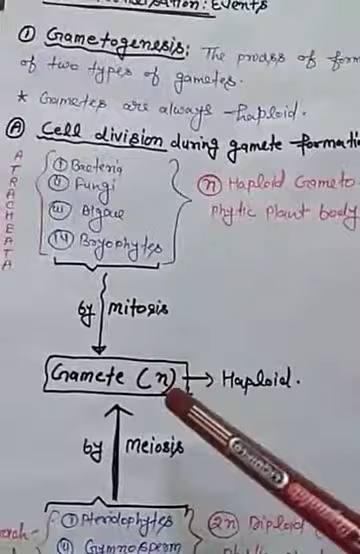 : Events
① Gametogenesis: The process of form
of two types of gametes.
* Gametes are always haploid.
Ⓐ Cell division during gamete formati
ATRACHEATA
① Bacteria
② Fungi
③ Algae
④ Bryophytes
ⓝ Haploid Gameto
phytic plant body
by mitosis
Gamete (n) → Haploid.
by meiosis
① Pteridophytes
② Gymnosperm
②n Diploid